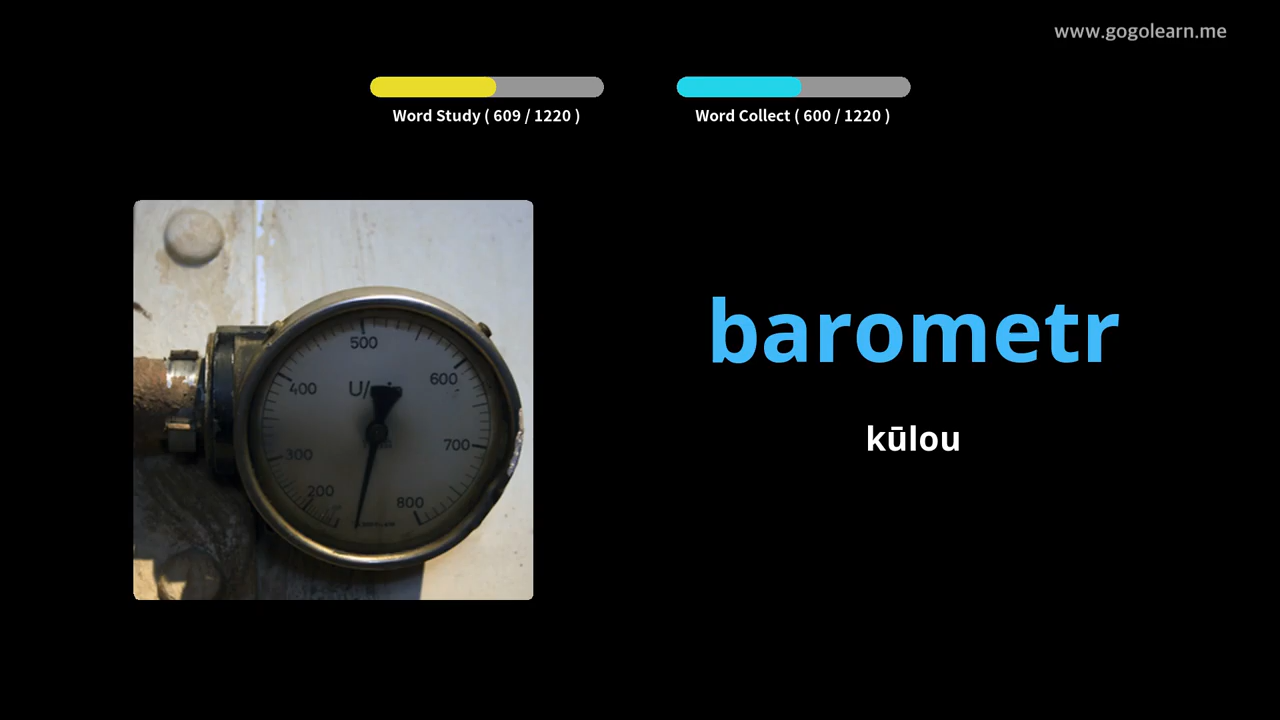 www.gogolearn.me
Word Study ( 609 / 1220 )
Word Collect ( 600 / 1220 )
barometr
kūlou
500
400
600
300
700
200
800